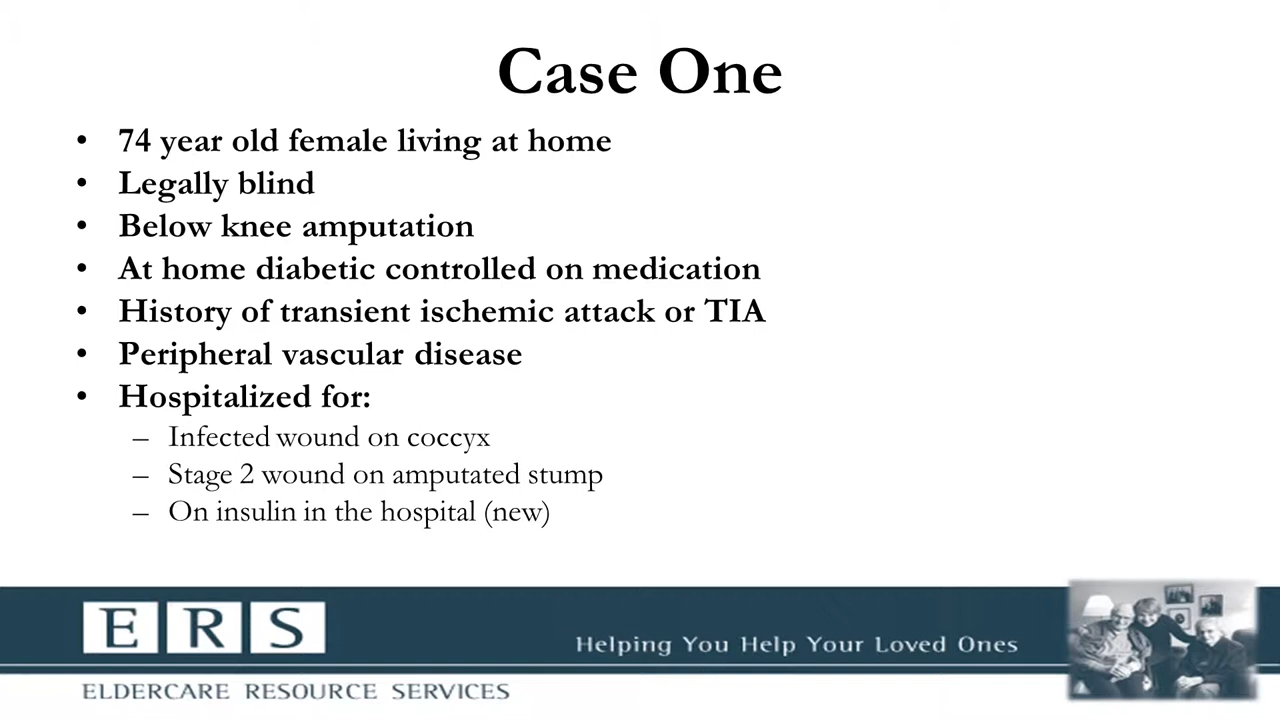 Case One
• 74 year old female living at home
• Legally blind
• Below knee amputation
• At home diabetic controlled on medication
• History of transient ischemic attack or TIA
• Peripheral vascular disease
• Hospitalized for:
– Infected wound on coccyx
– Stage 2 wound on amputated stump
– On insulin in the hospital (new)
ERS
Helping You Help Your Loved Ones
ELDERCARE RESOURCE SERVICES